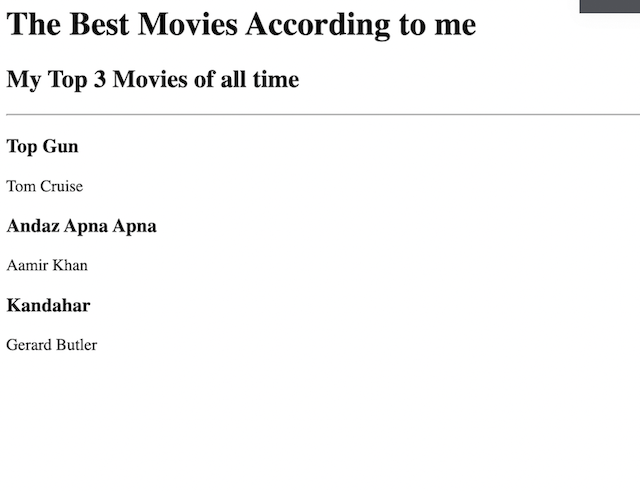 The Best Movies According to me
My Top 3 Movies of all time
Top Gun
Tom Cruise
Andaz Apna Apna
Aamir Khan
Kandahar
Gerard Butler